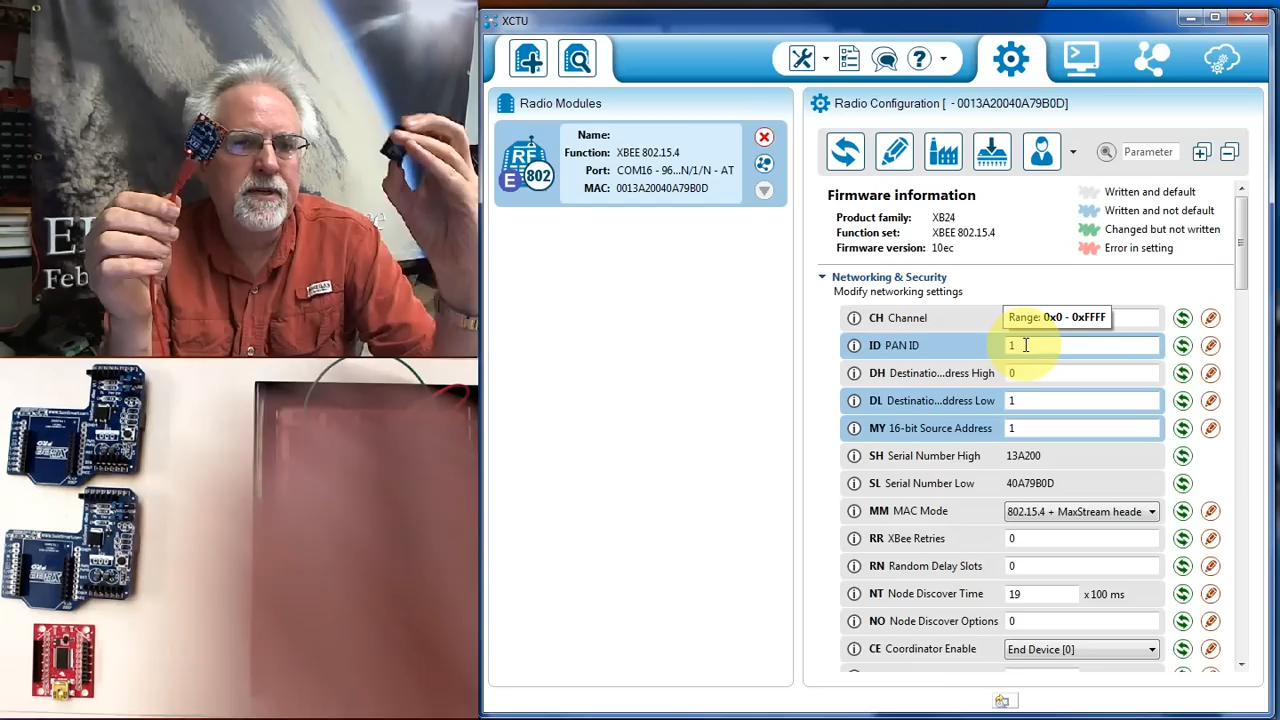 XCTU
Radio Modules
Name:
Function: XBEE 802.15.4
Port: COM16 - 96...N/1/N - AT
MAC: 0013A20040A79B0D
RF
E
802
Radio Configuration [ - 0013A20040A79B0D]
Parameter
Firmware information
Product family: XB24
Function set: XBEE 802.15.4
Firmware version: 10ec
Written and default
Written and not default
Changed but not written
Error in setting
Networking & Security
Modify networking settings
i CH Channel
Range: 0x0 - 0xFFFF
i ID PAN ID 1
i DH Destinatio...dress High 0
i DL Destinatio...ddress Low 1
i MY 16-bit Source Address 1
i SH Serial Number High 13A200
i SL Serial Number Low 40A79B0D
i MM MAC Mode 802.15.4 + MaxStream heade
i RR XBee Retries 0
i RN Random Delay Slots 0
i NT Node Discover Time 19 x 100 ms
i NO Node Discover Options 0
i CE Coordinator Enable End Device [0]
Feb
PRO